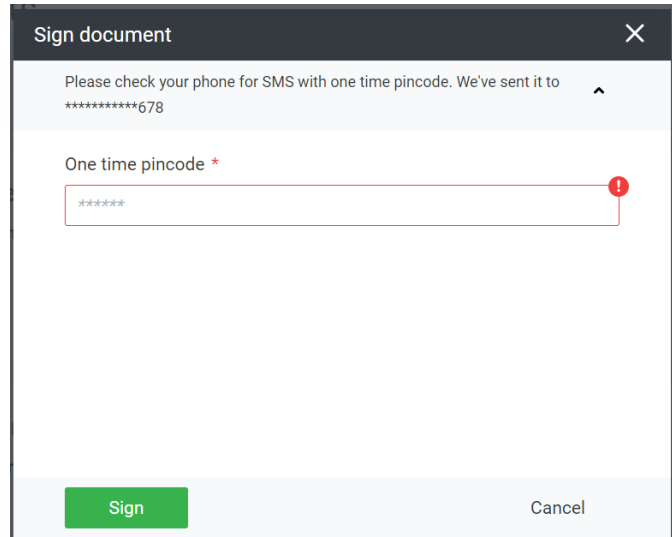 Sign document
Please check your phone for SMS with one time pincode. We've sent it to
***********678
One time pincode *
******
!
Sign
Cancel